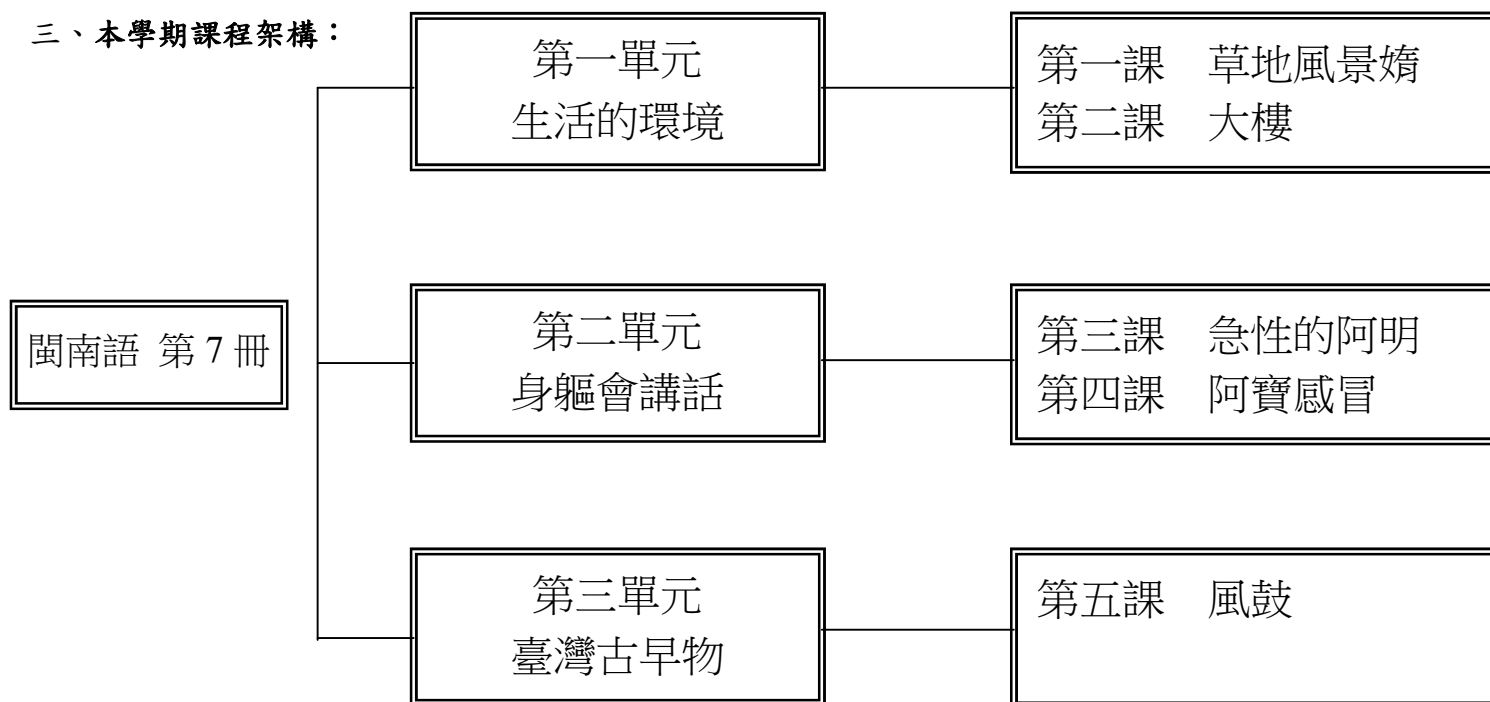 三、本學期課程架構：
閩南語 第 7 冊
第一單元
生活的環境
第一課　草地風景媠
第二課　大樓
第二單元
身軀會講話
第三課　急性的阿明
第四課　阿寶感冒
第三單元
臺灣古早物
第五課　風鼓